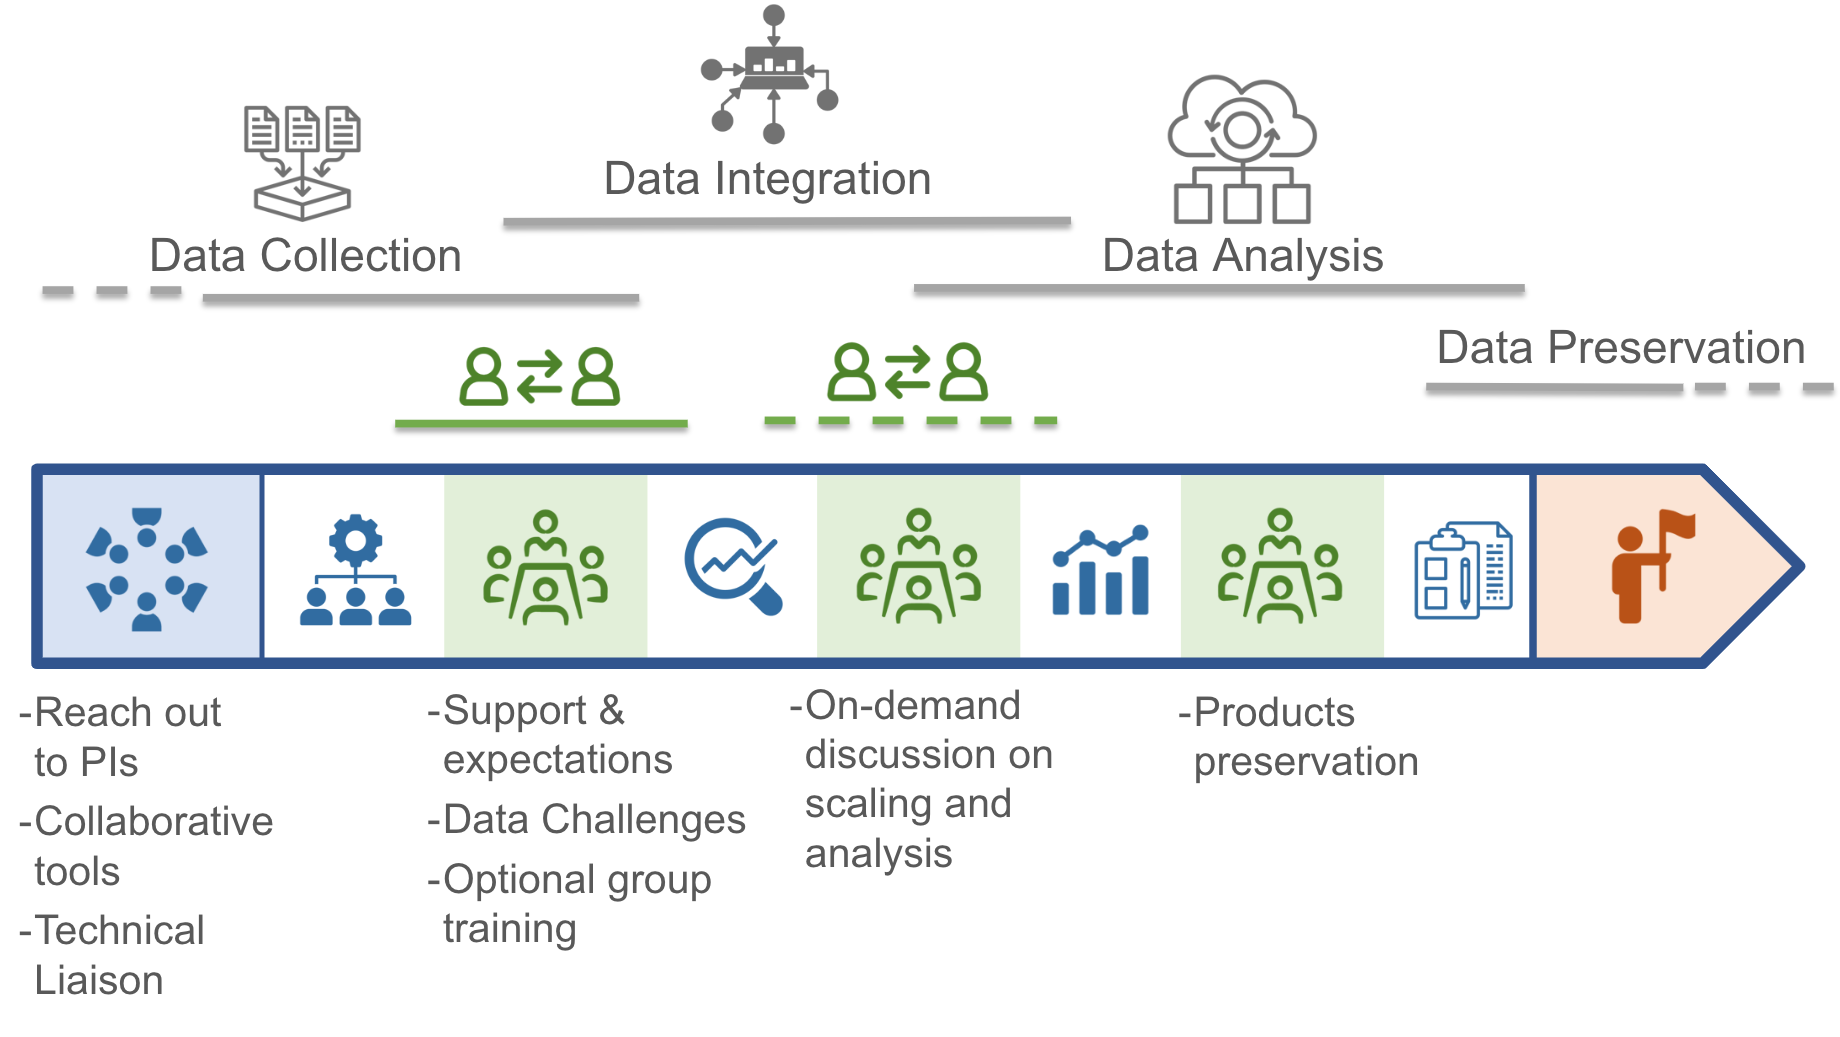 Data Integration
Data Collection
Data Analysis
Data Preservation
-Reach out
to PIs
-Collaborative
tools
-Technical
Liaison
-Support &
expectations
-Data Challenges
-Optional group
training
-On-demand
discussion on
scaling and
analysis
-Products
preservation